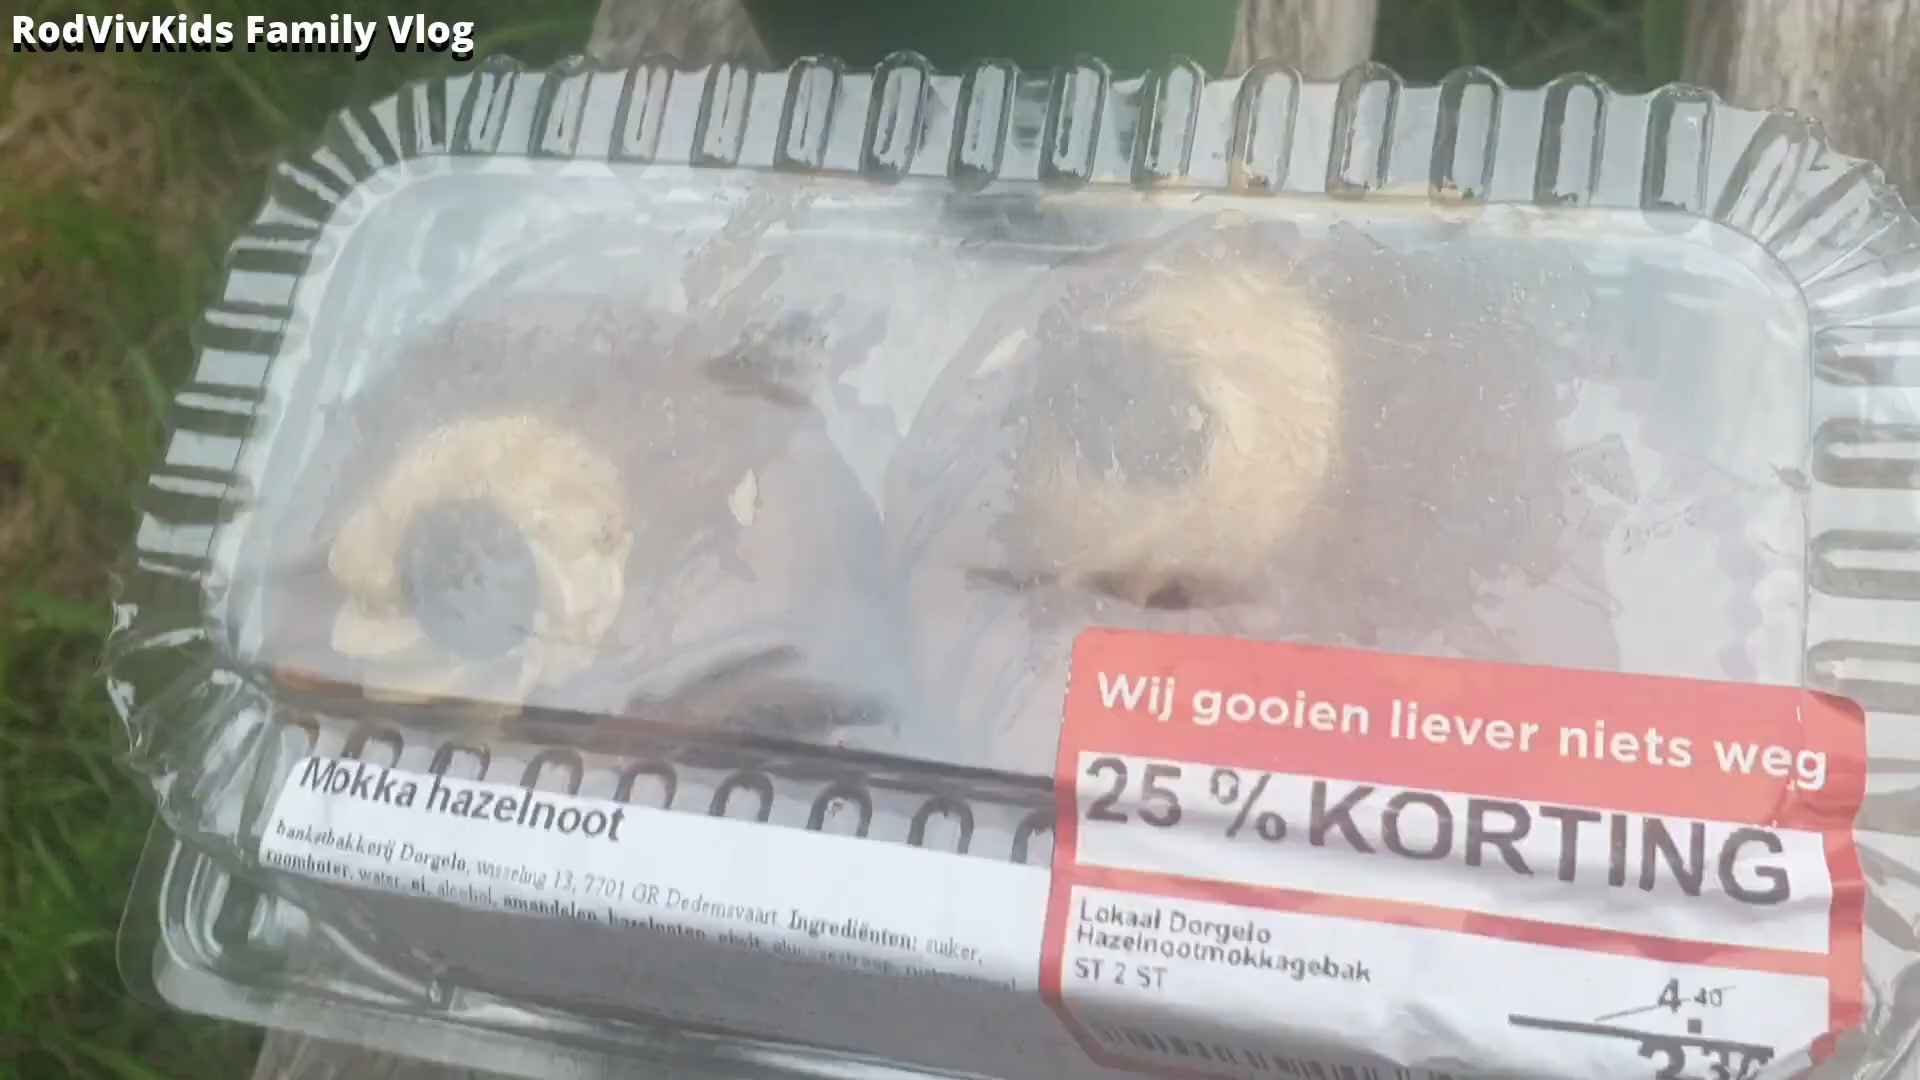 RodVivKids Family Vlog
Wij gooien liever niets weg
25% KORTING
Mokka hazelnoot
banketbakkerij Dorgelo, wisseling 13, 7701 GR Dedemsvaart. Ingrediënten: suiker,
roomboter, water, ei, alcohol, amandelen, hazelnoten,
Lokaal Dorgelo
Hazelnootmokkagebak
ST 2 ST
4.40